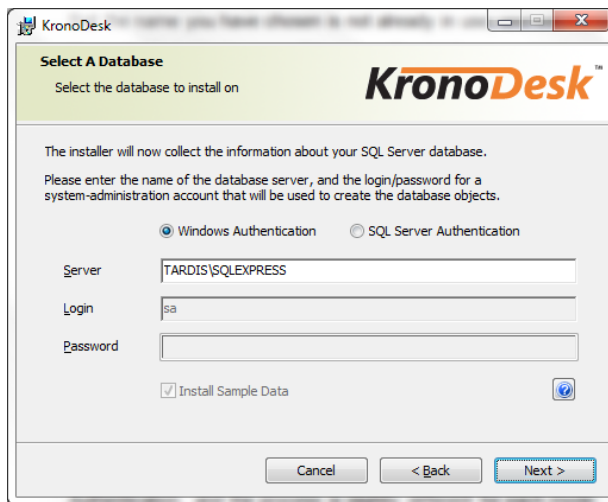 KronoDesk
Select A Database
Select the database to install on
KronoDesk™
The installer will now collect the information about your SQL Server database.
Please enter the name of the database server, and the login/password for a
system-administration account that will be used to create the database objects.
Windows Authentication SQL Server Authentication
Server TARDIS\SQLEXPRESS
Login sa
Password
Install Sample Data
Cancel < Back Next >